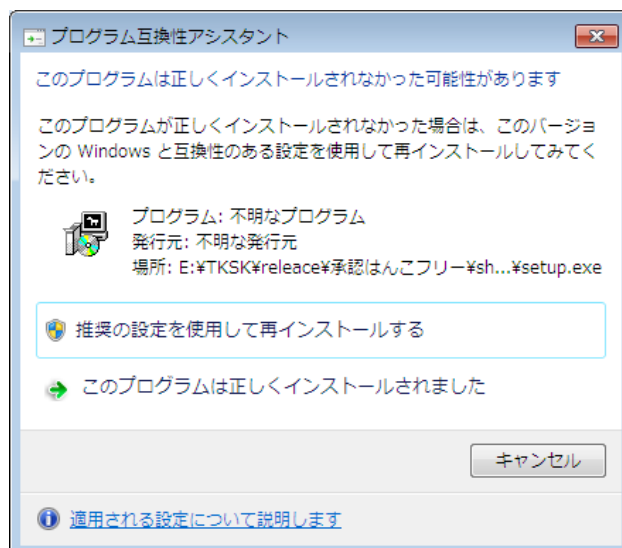 プログラム互換性アシスタント
このプログラムは正しくインストールされなかった可能性があります
このプログラムが正しくインストールされなかった場合は、このバージョ
ンの Windows と互換性のある設定を使用して再インストールしてみてく
ださい。
プログラム: 不明なプログラム
発行元: 不明な発行元
場所: E:¥TKSK¥releace¥承認はんこフリー¥sh...¥setup.exe
推奨の設定を使用して再インストールする
このプログラムは正しくインストールされました
キャンセル
適用される設定について説明します